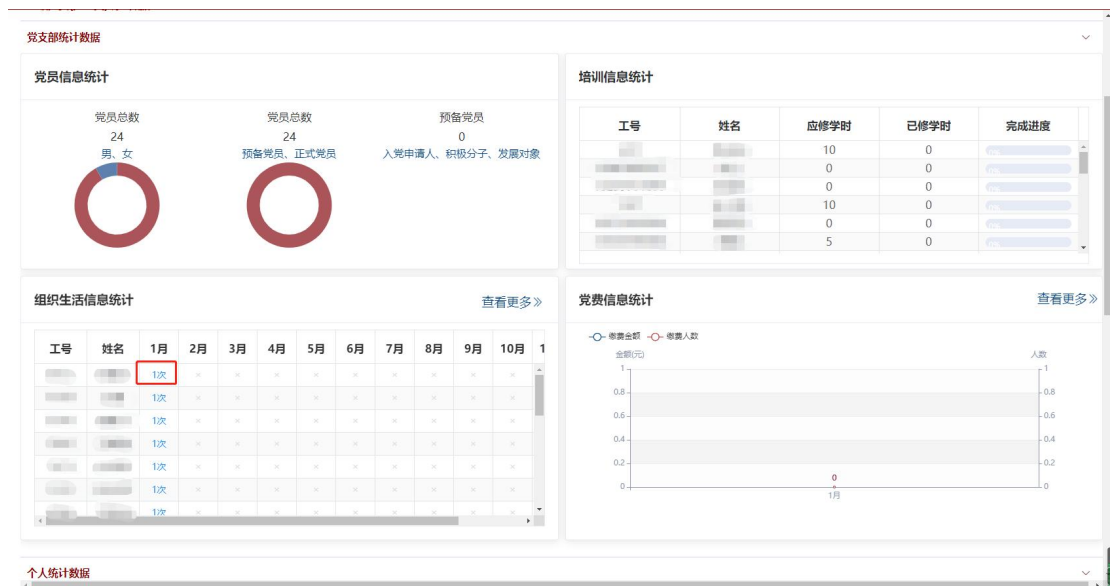 党支部统计数据
党员信息统计
党员总数
24
男、女
党员总数
24
预备党员、正式党员
预备党员
0
入党申请人、积极分子、发展对象
培训信息统计
工号 姓名 应修学时 已修学时 完成进度
10 0
0 0
0 0
10 0
0 0
5 0
组织生活信息统计
查看更多》
工号 姓名 1月 2月 3月 4月 5月 6月 7月 8月 9月 10月 1
1次 × × × × × × × × ×
1次 × × × × × × × × ×
1次 × × × × × × × × ×
1次 × × × × × × × × ×
1次 × × × × × × × × ×
1次 × × × × × × × × ×
1次 × × × × × × × × ×
党费信息统计
查看更多》
缴费金额 缴费人数
金额(元) 人数
1 1
0.8 0.8
0.6 0.6
0.4 0.4
0.2 0.2
0 0
0
1月
个人统计数据